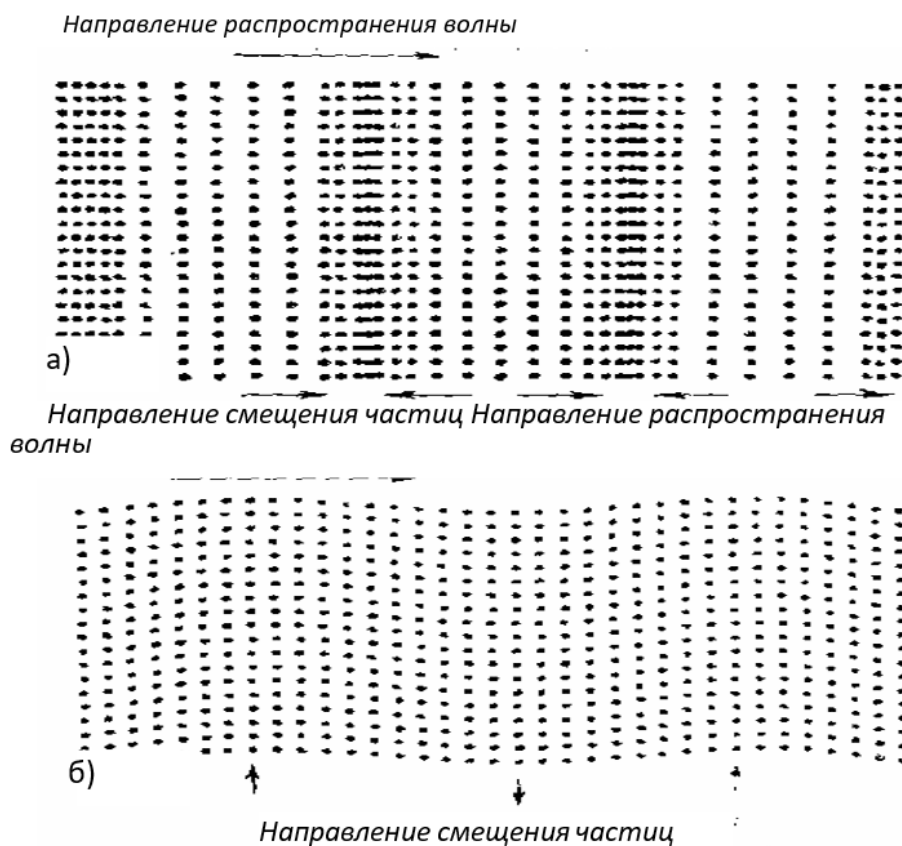 Направление распространения волны
а)
Направление смещения частиц Направление распространения
волны
б)
Направление смещения частиц